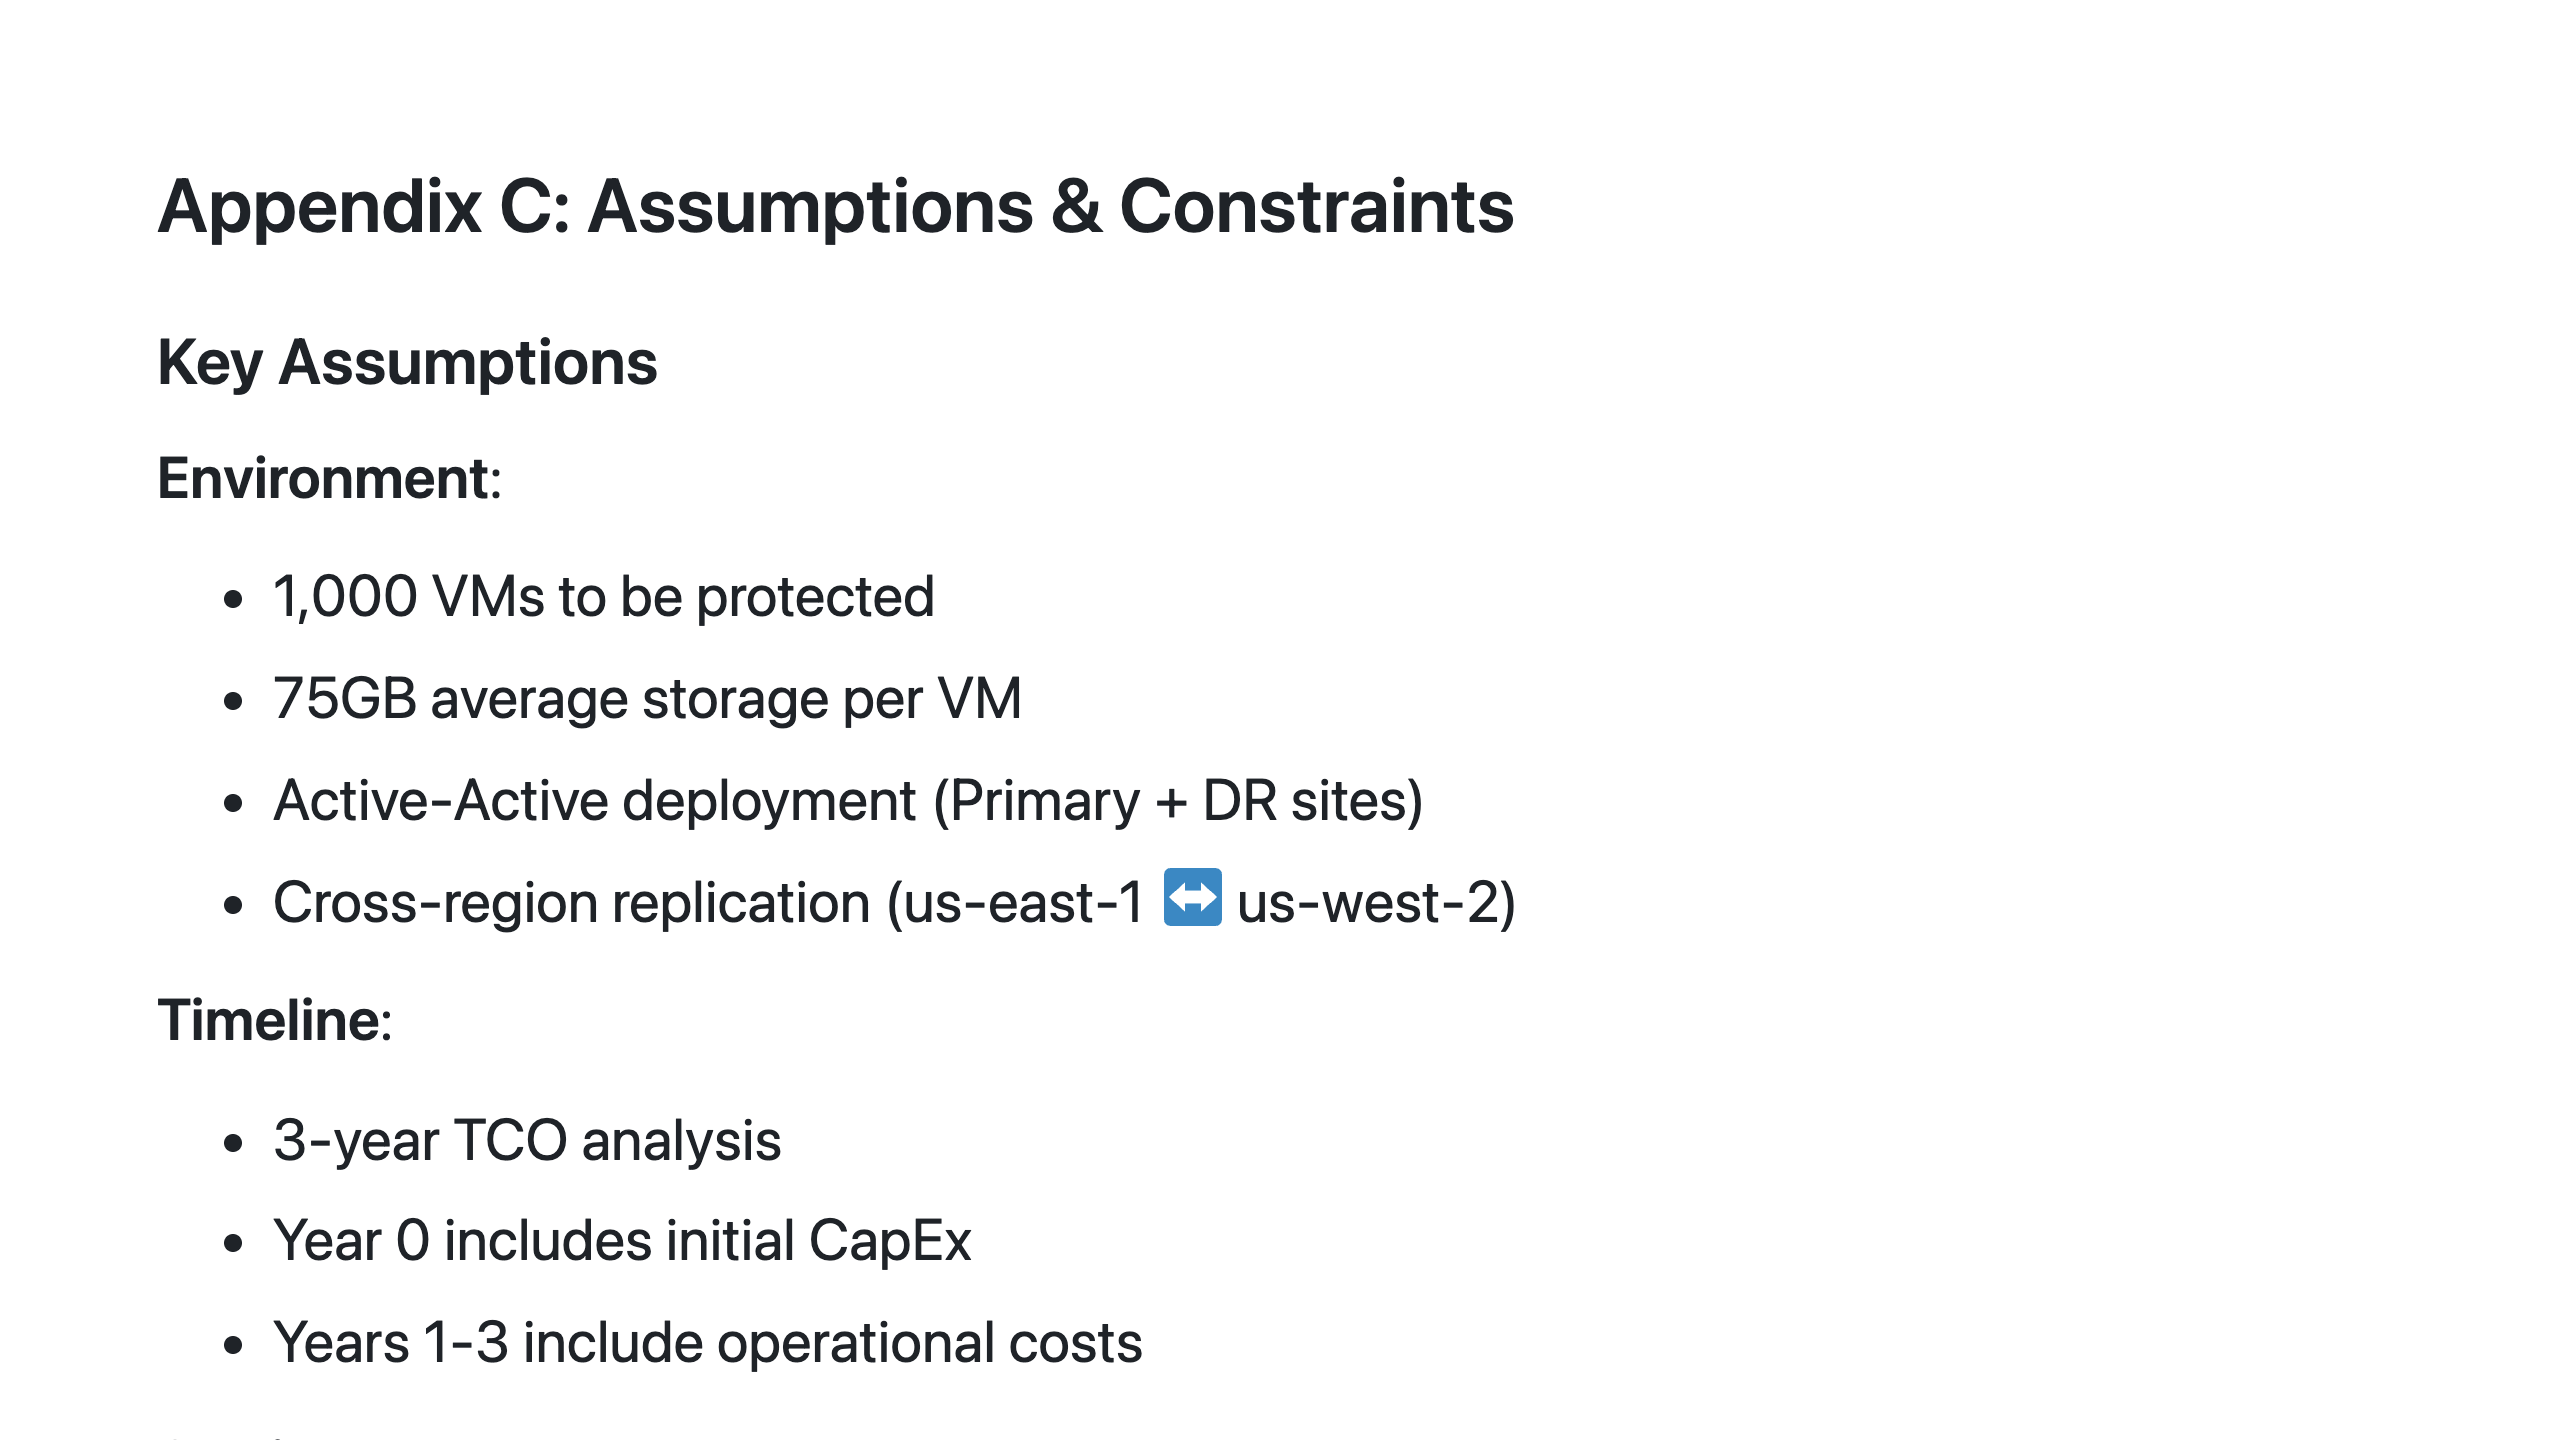 Appendix C: Assumptions & Constraints
Key Assumptions
Environment:
• 1,000 VMs to be protected
• 75GB average storage per VM
• Active-Active deployment (Primary + DR sites)
• Cross-region replication (us-east-1 ↔️ us-west-2)
Timeline:
• 3-year TCO analysis
• Year 0 includes initial CapEx
• Years 1-3 include operational costs